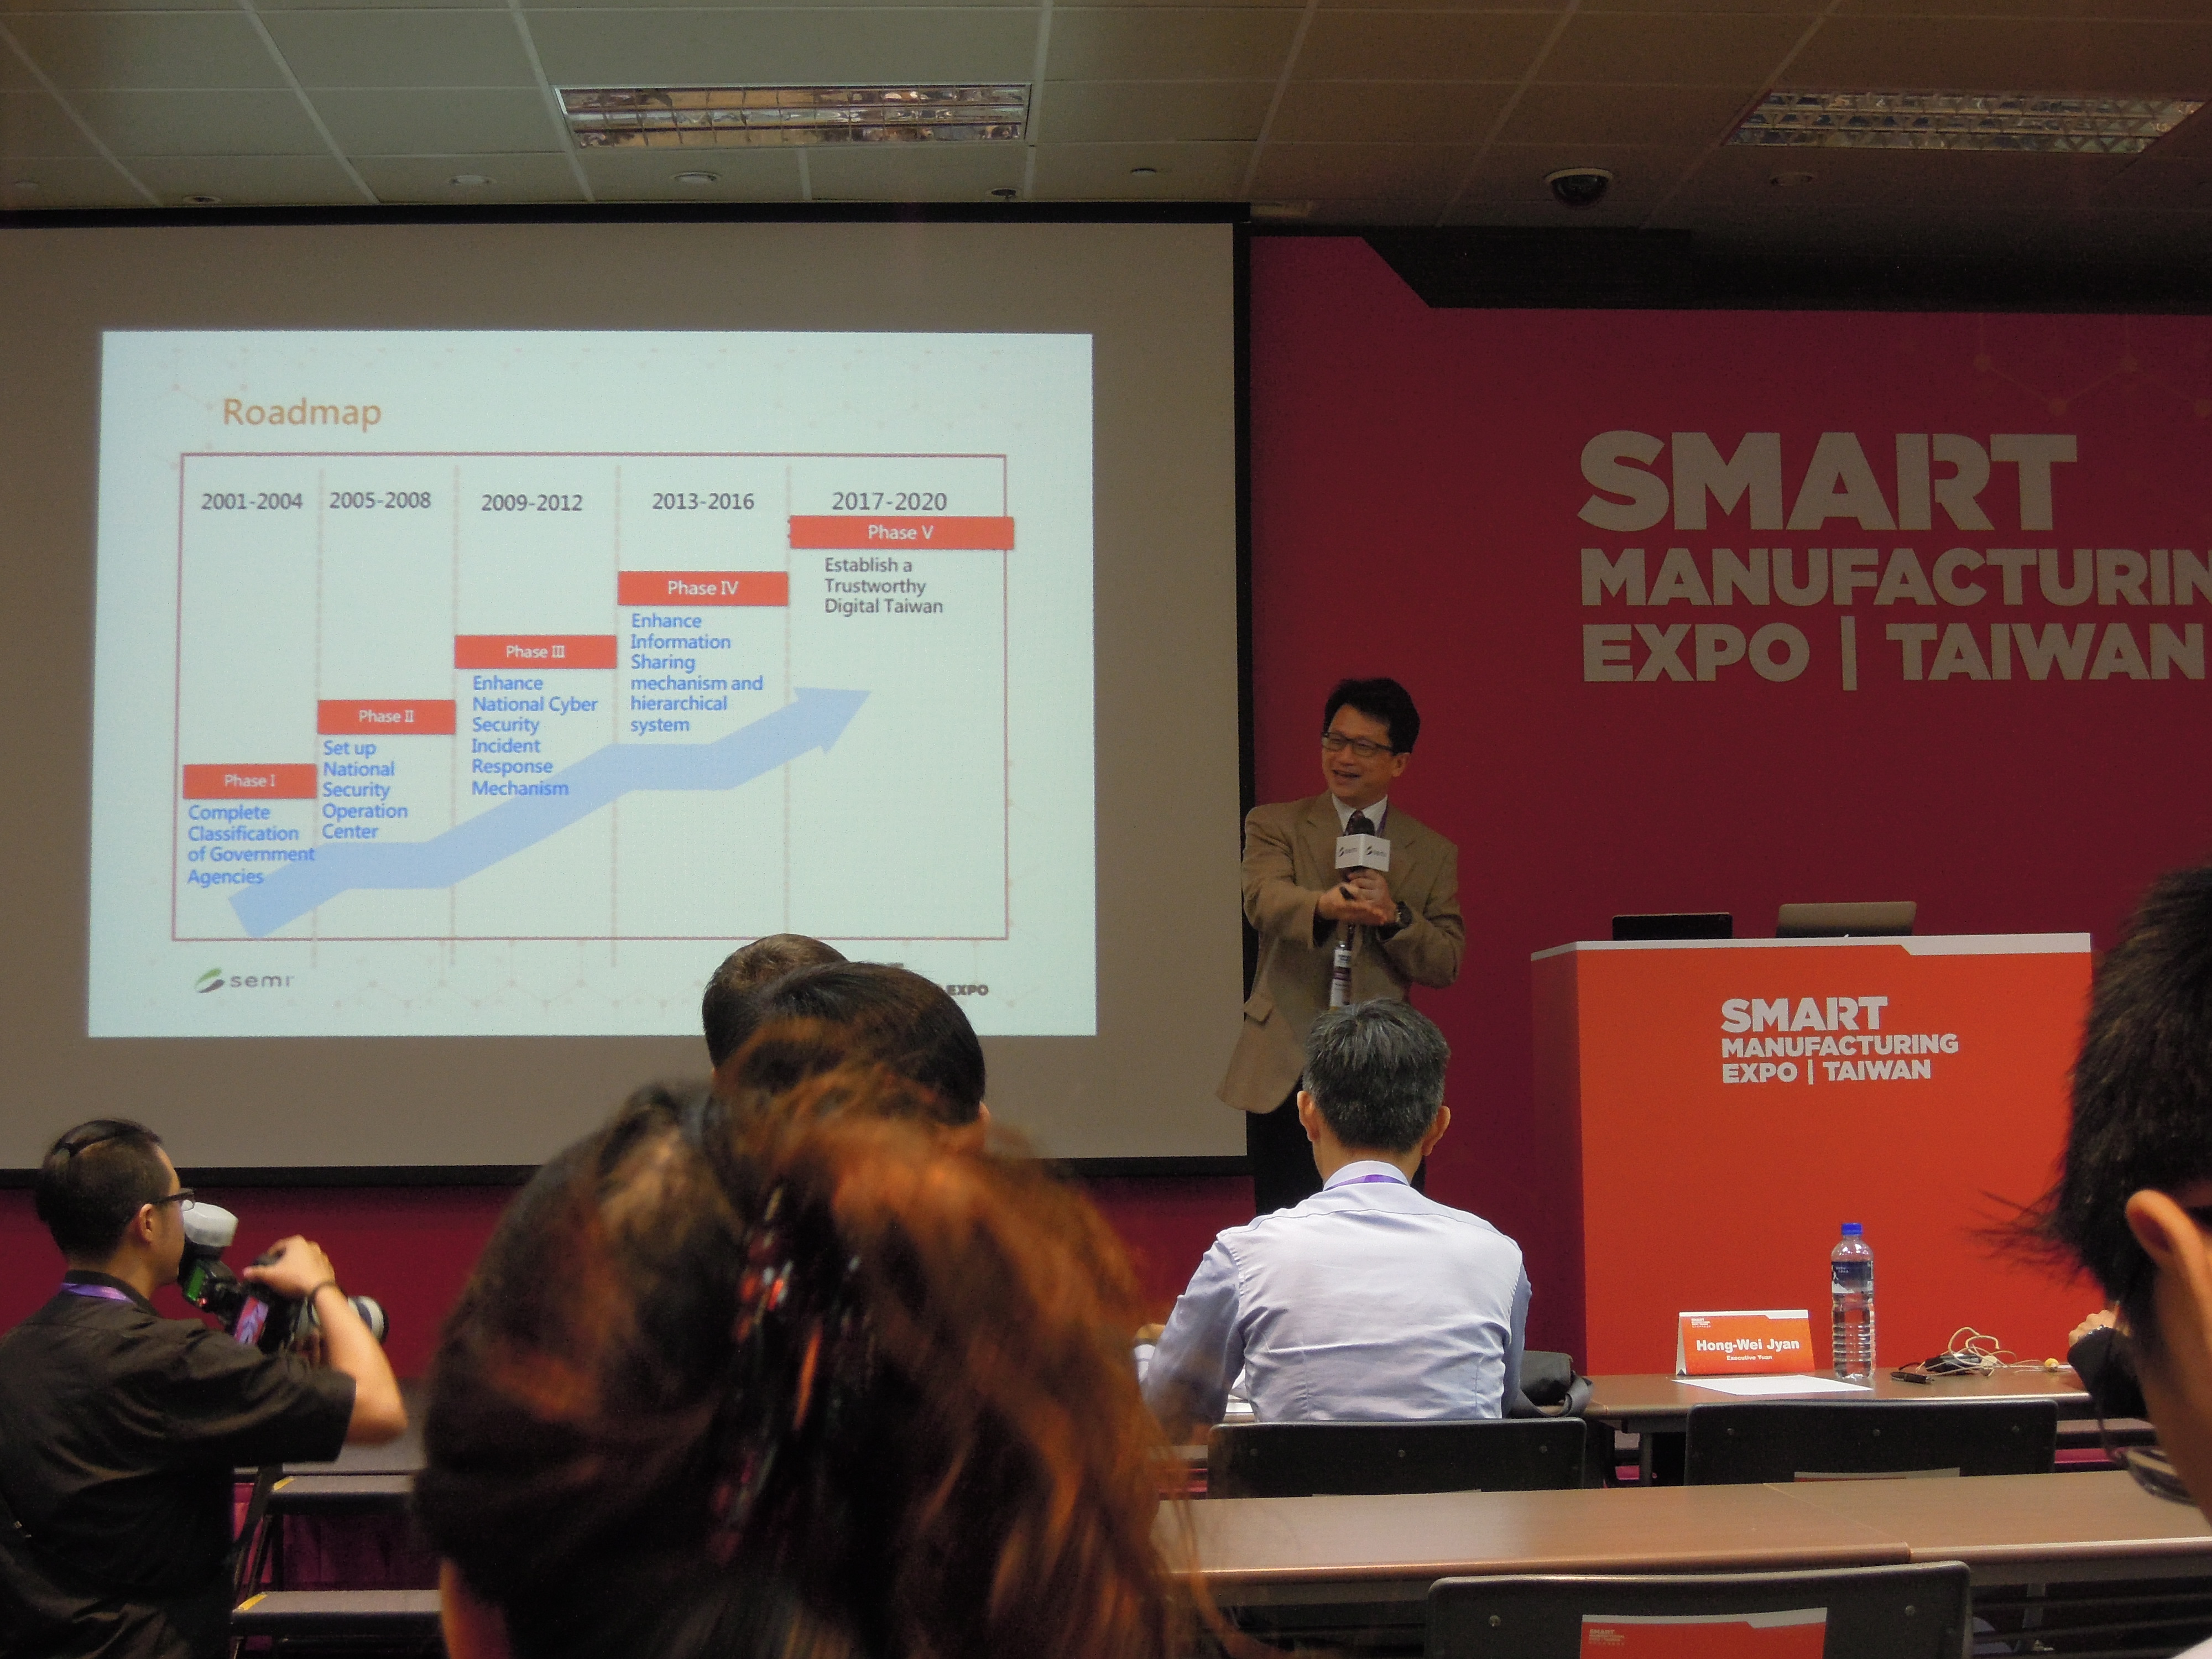 Roadmap
2001-2004
2005-2008
2009-2012
2013-2016
2017-2020
Phase I
Complete
Classification
of Government
Agencies
Phase II
Set up
National
Security
Operation
Center
Phase III
Enhance
National Cyber
Security
Incident
Response
Mechanism
Phase IV
Enhance
Information
Sharing
mechanism and
hierarchical
system
Phase V
Establish a
Trustworthy
Digital Taiwan
semi
EXPO
SMART
MANUFACTURIN
EXPO | TAIWAN
semi
semi
SMART
MANUFACTURING
EXPO | TAIWAN
Hong-Wei Jyan
Executive Yuan